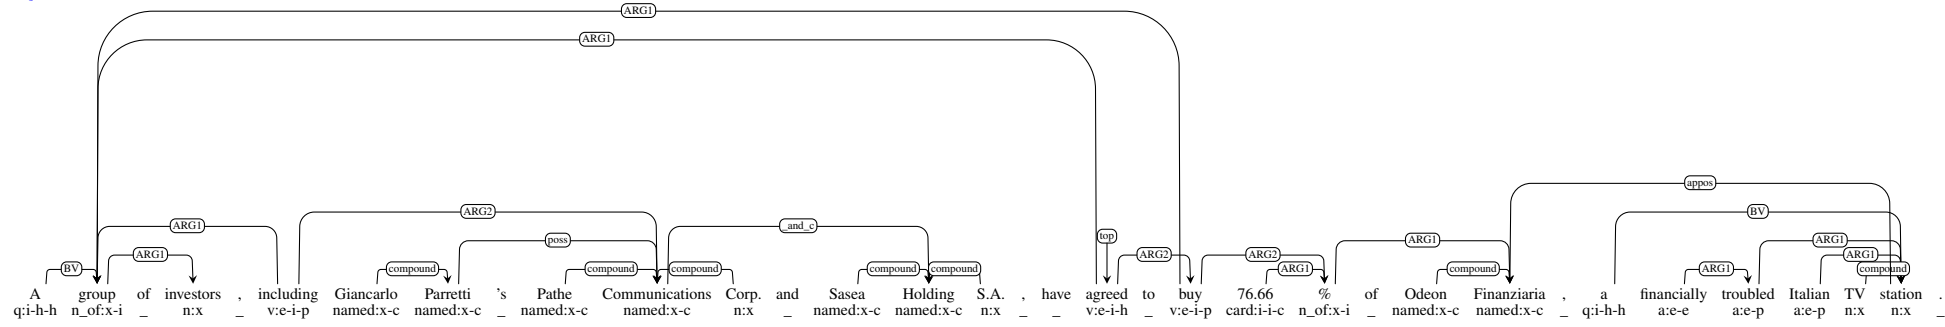 ARG1
ARG1
appos
ARG2 BV
ARG1 _and_c
poss top ARG1 ARG1
ARG1 ARG2 ARG2 ARG1
BV compound compound compound compound compound ARG1 compound ARG1 compound
A group of investors , including Giancarlo Parretti 's Pathe Communications Corp. and Sasea Holding S.A. , have agreed to buy 76.66 % of Odeon Finanziaria , a financially troubled Italian TV station .
q:i-h-h n_of:x-i _ n:x _ v:e-i-p named:x-c named:x-c _ named:x-c named:x-c n:x _ named:x-c named:x-c n:x _ _ v:e-i-h _ v:e-i-p card:i-i-c n_of:x-i _ named:x-c named:x-c _ q:i-h-h a:e-e a:e-p a:e-p n:x n:x _